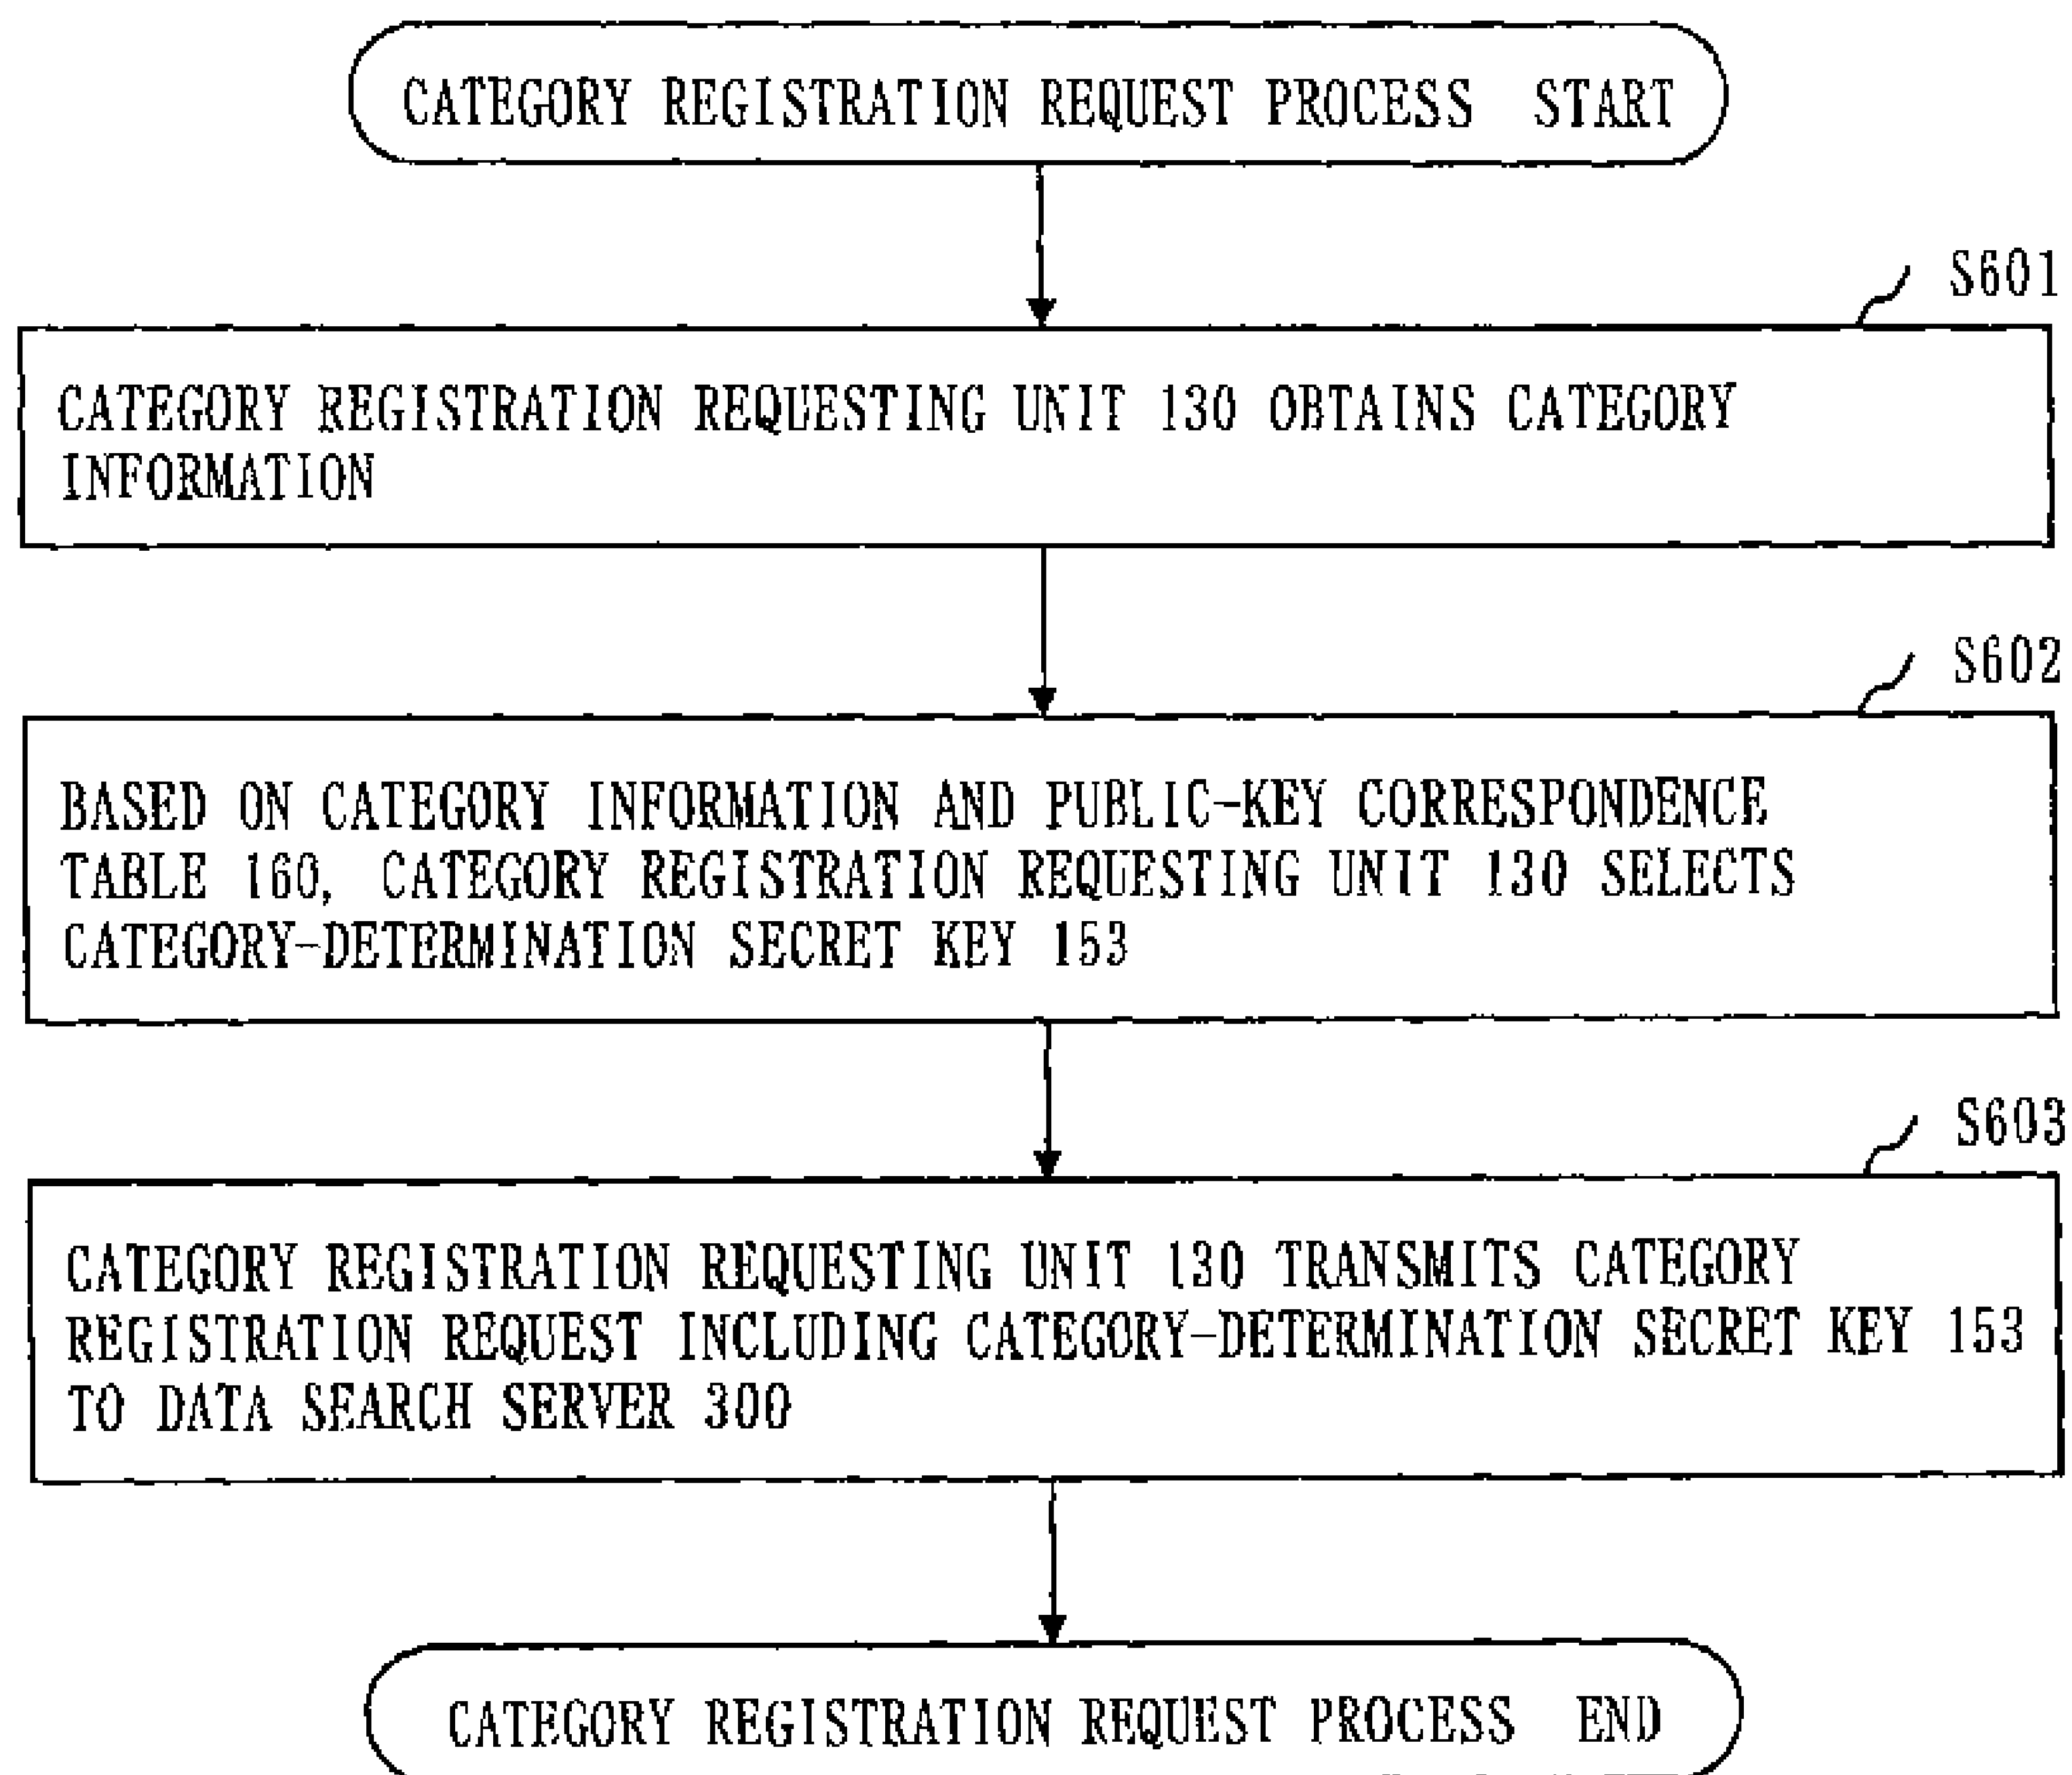 CATEGORY REGISTRATION REQUEST PROCESS START
S601
CATEGORY REGISTRATION REQUESTING UNIT 130 OBTAINS CATEGORY
INFORMATION
S602
BASED ON CATEGORY INFORMATION AND PUBLIC-KEY CORRESPONDENCE
TABLE 160, CATEGORY REGISTRATION REQUESTING UNIT 130 SELECTS
CATEGORY-DETERMINATION SECRET KEY 153
S603
CATEGORY REGISTRATION REQUESTING UNIT 130 TRANSMITS CATEGORY
REGISTRATION REQUEST INCLUDING CATEGORY-DETERMINATION SECRET KEY 153
TO DATA SEARCH SERVER 300
CATEGORY REGISTRATION REQUEST PROCESS END